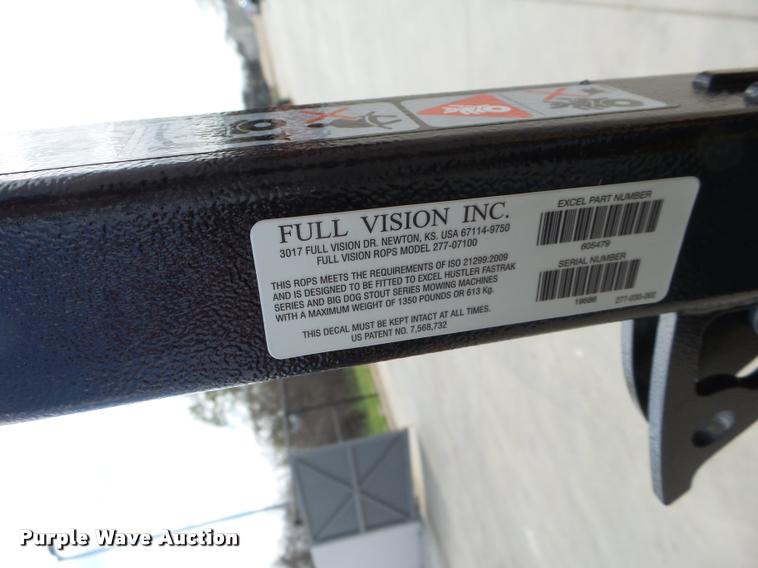 FULL VISION INC.
3017 FULL VISION DR. NEWTON, KS. USA 67114-9750
FULL VISION ROPS MODEL 277-07100
THIS ROPS MEETS THE REQUIREMENTS OF ISO 21299:2009
AND IS DESIGNED TO BE FITTED TO EXCEL HUSTLER FASTRAK
SERIES AND BIG DOG STOUT SERIES MOWING MACHINES
WITH A MAXIMUM WEIGHT OF 1350 POUNDS OR 613 Kg.
THIS DECAL MUST BE KEPT INTACT AT ALL TIMES.
US PATENT NO. 7,568,732
EXCEL PART NUMBER
605479
SERIAL NUMBER
19686
277-030-002
Purple Wave Auction